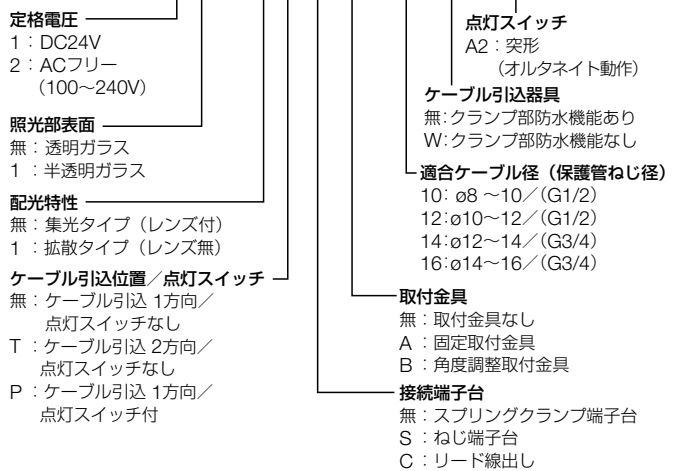 定格電圧
1：DC24V
2：ACフリー
（100～240V）
照光部表面
無：透明ガラス
1：半透明ガラス
配光特性
無：集光タイプ（レンズ付）
1：拡散タイプ（レンズ無）
ケーブル引込位置／点灯スイッチ
無：ケーブル引込 1方向／
点灯スイッチなし
T：ケーブル引込 2方向／
点灯スイッチなし
P：ケーブル引込 1方向／
点灯スイッチ付
点灯スイッチ
A2：突形
（オルタネイト動作）
ケーブル引込器具
無：クランプ部防水機能あり
W：クランプ部防水機能なし
適合ケーブル径（保護管ねじ径）
10：ø8 ～10／（G1/2）
12：ø10～12／（G1/2）
14：ø12～14／（G3/4）
16：ø14～16／（G3/4）
取付金具
無：取付金具なし
A：固定取付金具
B：角度調整取付金具
接続端子台
無：スプリングクランプ端子台
S：ねじ端子台
C：リード線出し